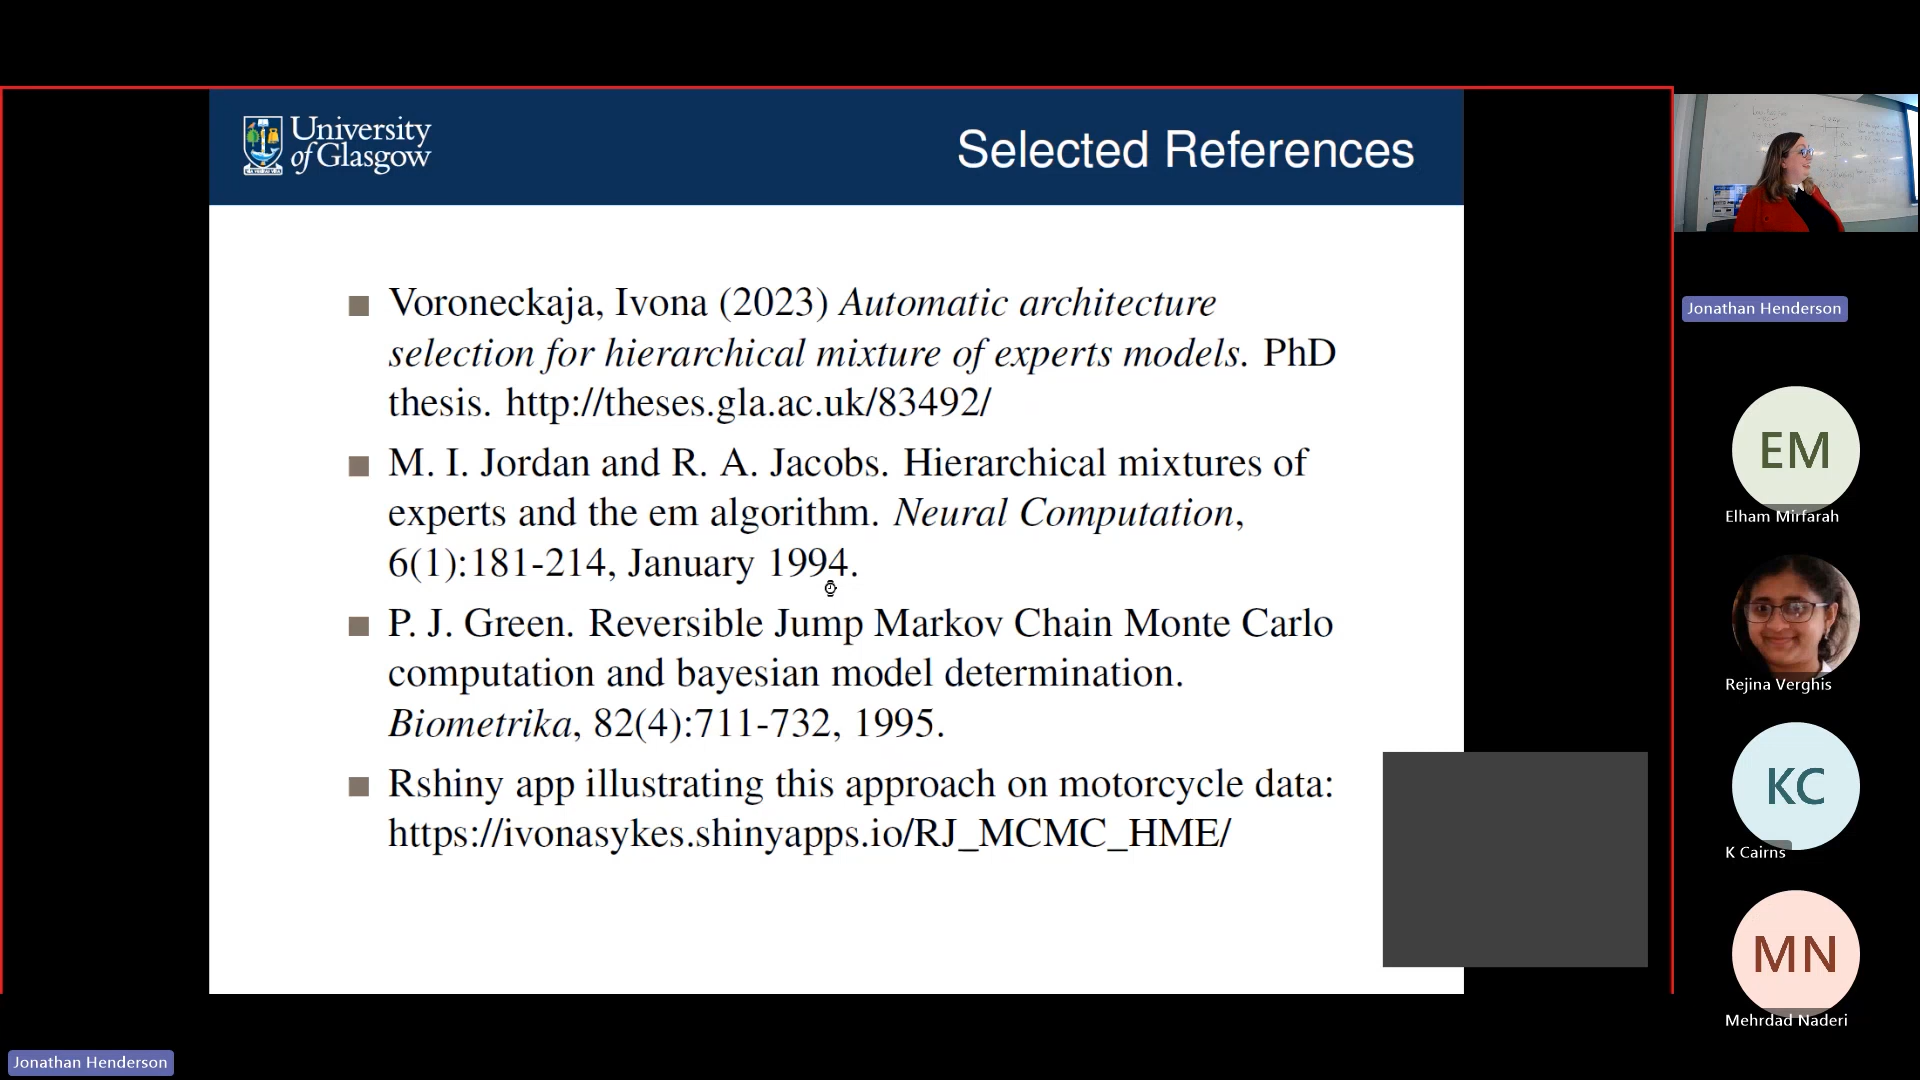 University
of Glasgow
Selected References
Voroneckaja, Ivona (2023) Automatic architecture
selection for hierarchical mixture of experts models. PhD
thesis. http://theses.gla.ac.uk/83492/
M. I. Jordan and R. A. Jacobs. Hierarchical mixtures of
experts and the em algorithm. Neural Computation,
6(1):181-214, January 1994.
P. J. Green. Reversible Jump Markov Chain Monte Carlo
computation and bayesian model determination.
Biometrika, 82(4):711-732, 1995.
Rshiny app illustrating this approach on motorcycle data:
https://ivonasykes.shinyapps.io/RJ_MCMC_HME/
Jonathan Henderson
EM
Elham Mirfarah
Rejina Verghis
KC
K Cairns
MN
Mehrdad Naderi
Jonathan Henderson